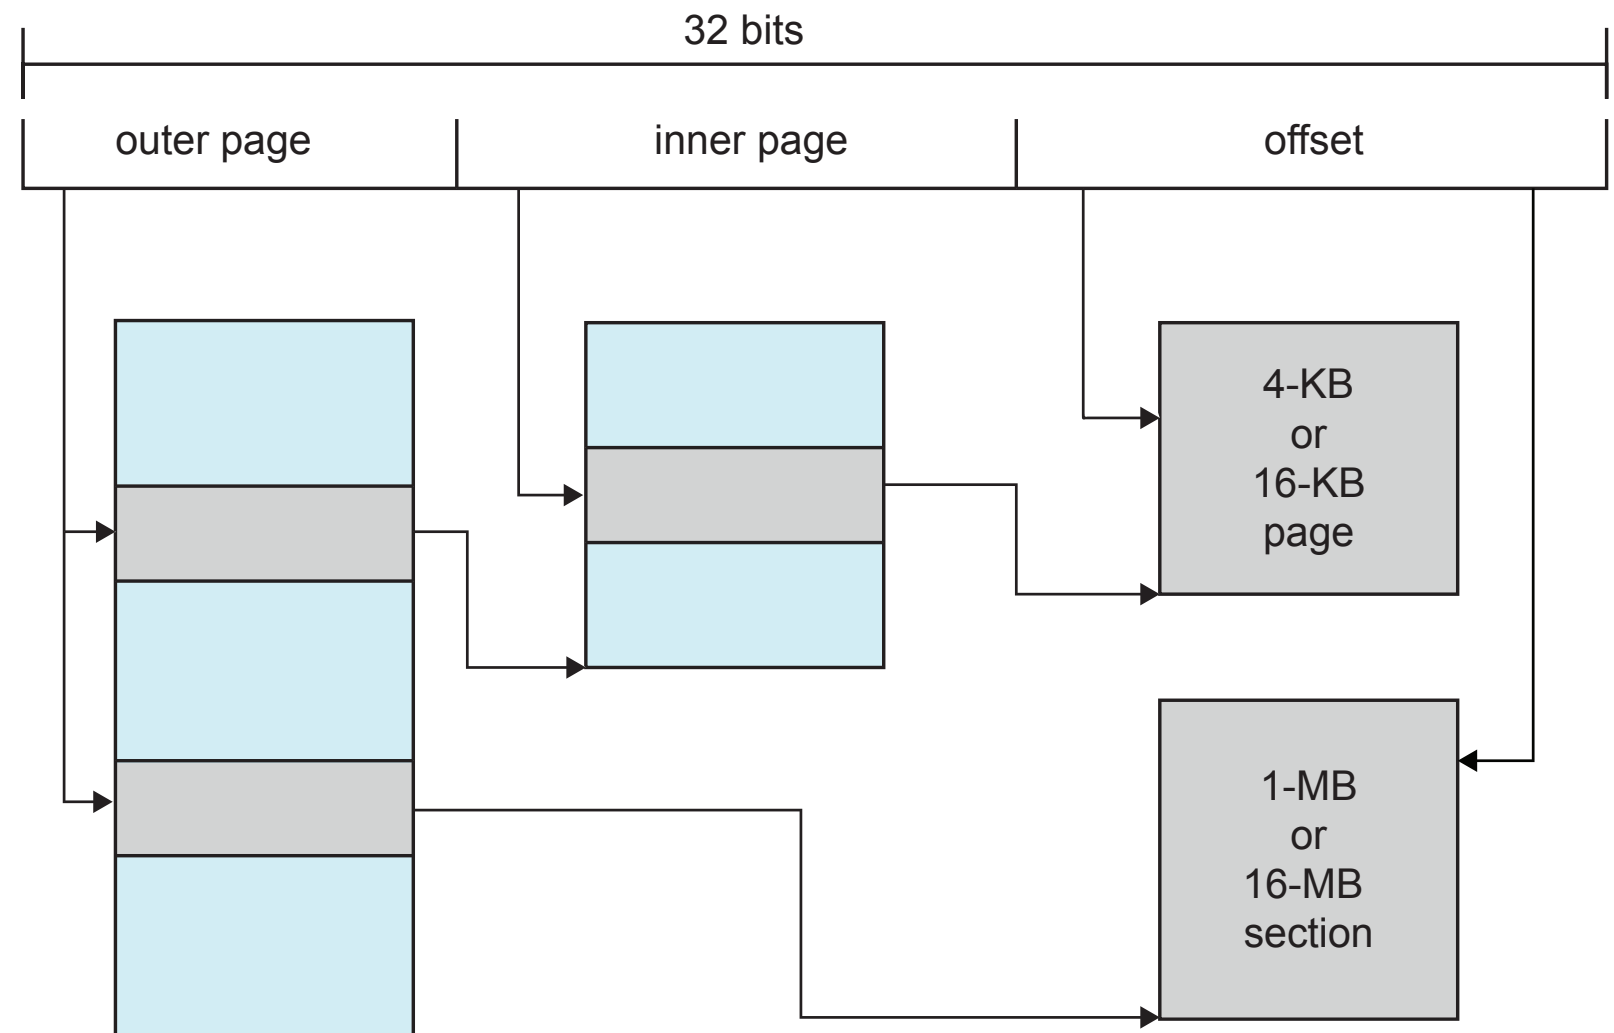 32 bits
outer page
inner page
offset
4-KB
or
16-KB
page
1-MB
or
16-MB
section